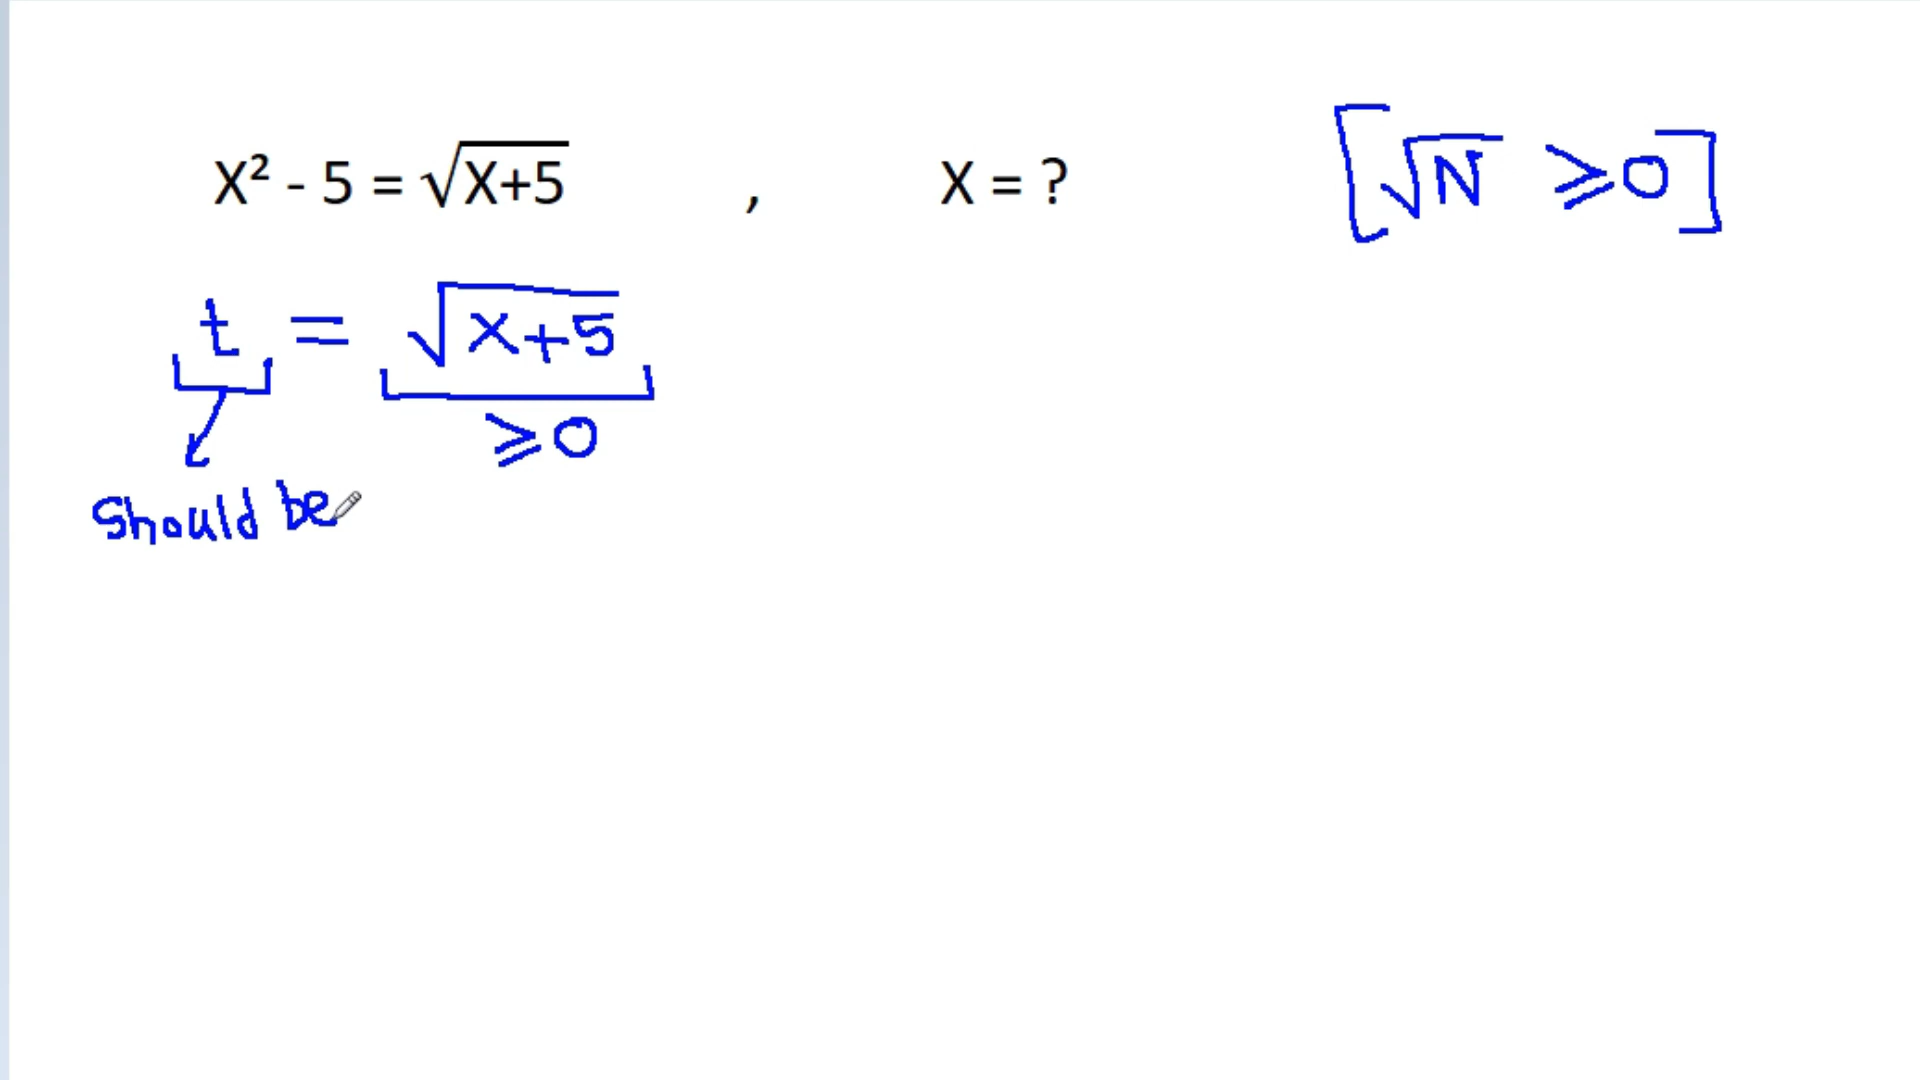 X² - 5 = √X+5 , X = ? [√N ⩾0]
t = √x+5
⩾0
Should be